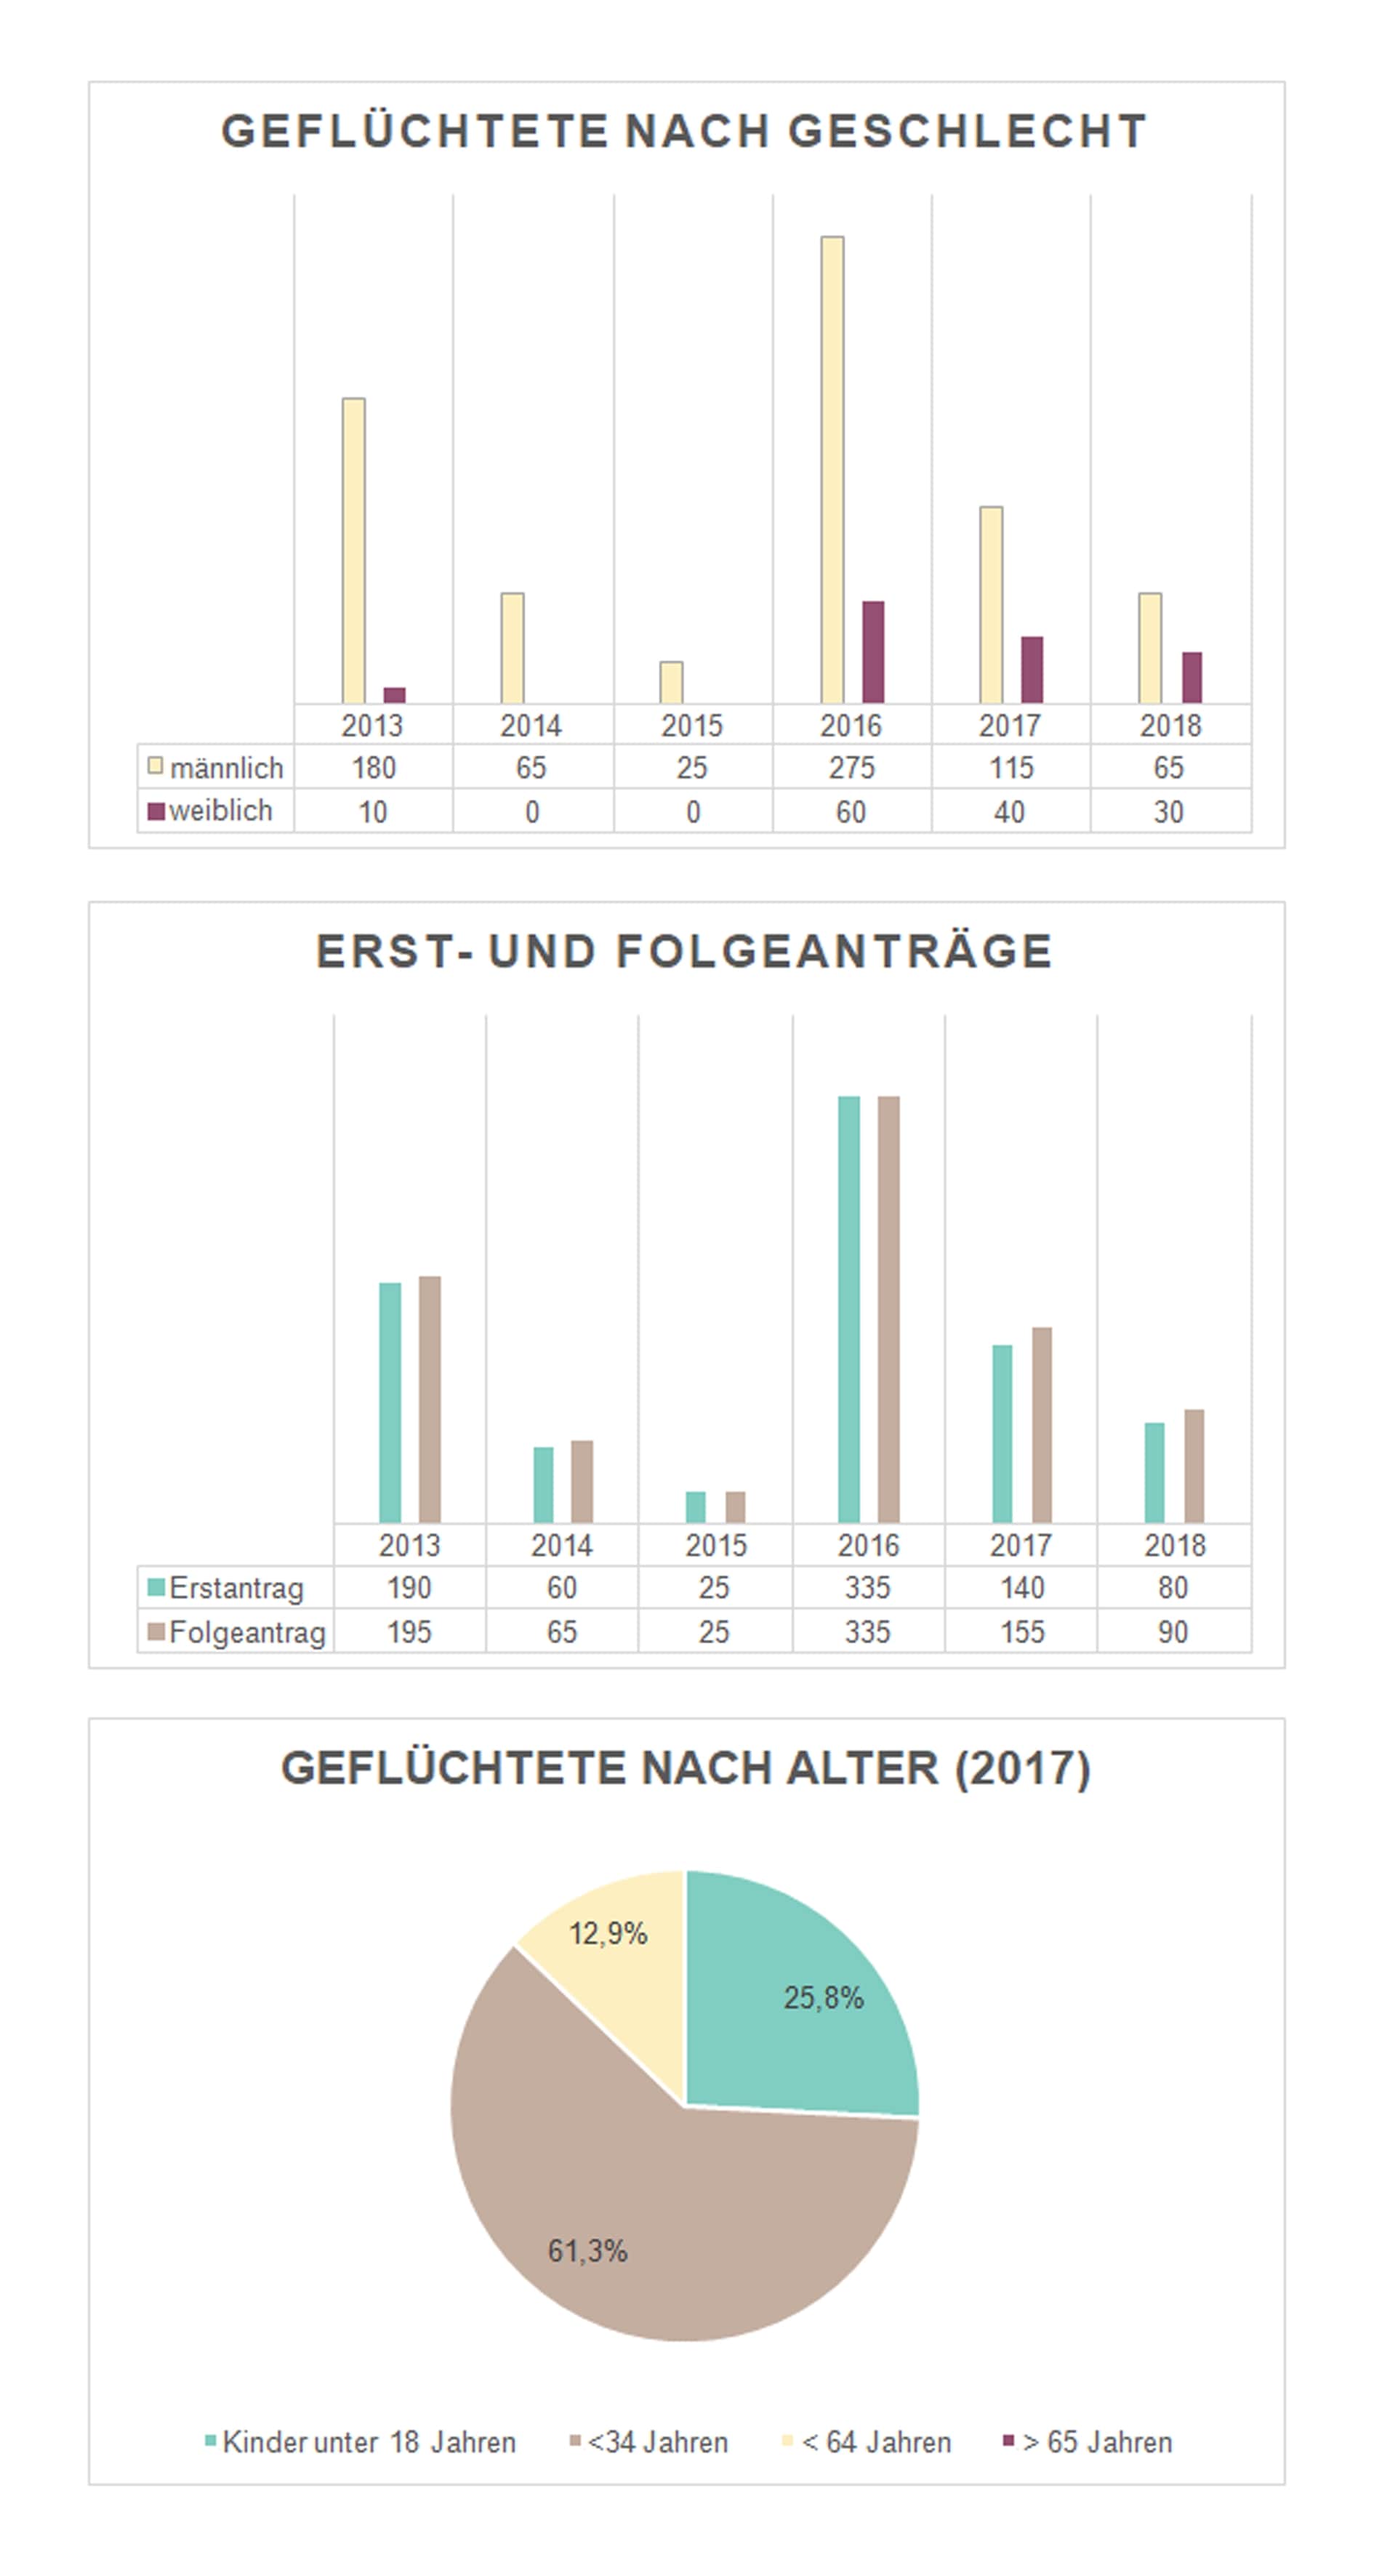 GEFLÜCHTETE NACH GESCHLECHT
2013 2014 2015 2016 2017 2018
männlich 180 65 25 275 115 65
weiblich 10 0 0 60 40 30
ERST- UND FOLGEANTRÄGE
2013 2014 2015 2016 2017 2018
Erstantrag 190 60 25 335 140 80
Folgeantrag 195 65 25 335 155 90
GEFLÜCHTETE NACH ALTER (2017)
12,9%
25,8%
61,3%
Kinder unter 18 Jahren <34 Jahren < 64 Jahren > 65 Jahren